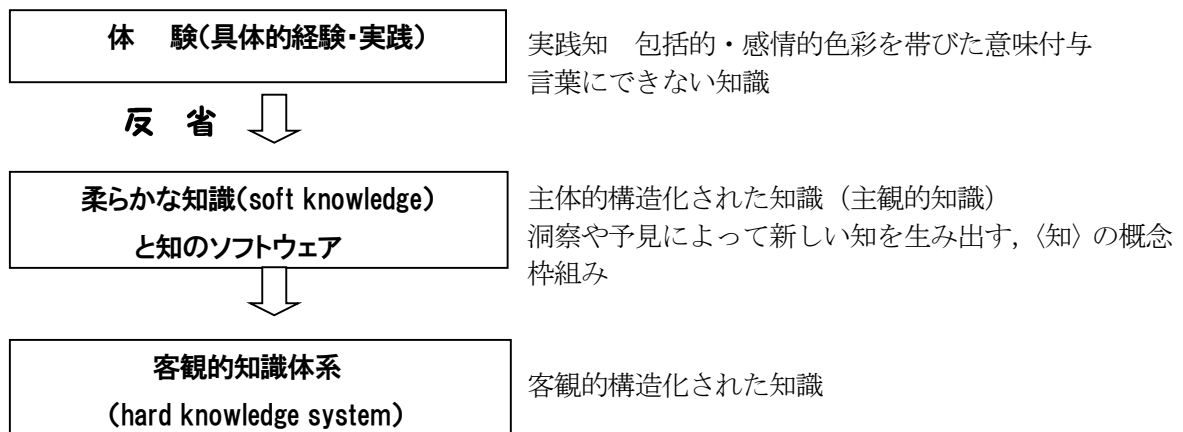 体　験(具体的経験・実践)
実践知　包括的・感情的色彩を帯びた意味付与
言葉にできない知識
反　省
柔らかな知識(soft knowledge)
と知のソフトウェア
主体的構造化された知識（主観的知識）
洞察や予見によって新しい知を生み出す,〈知〉の概念
枠組み
客観的知識体系
(hard knowledge system)
客観的構造化された知識